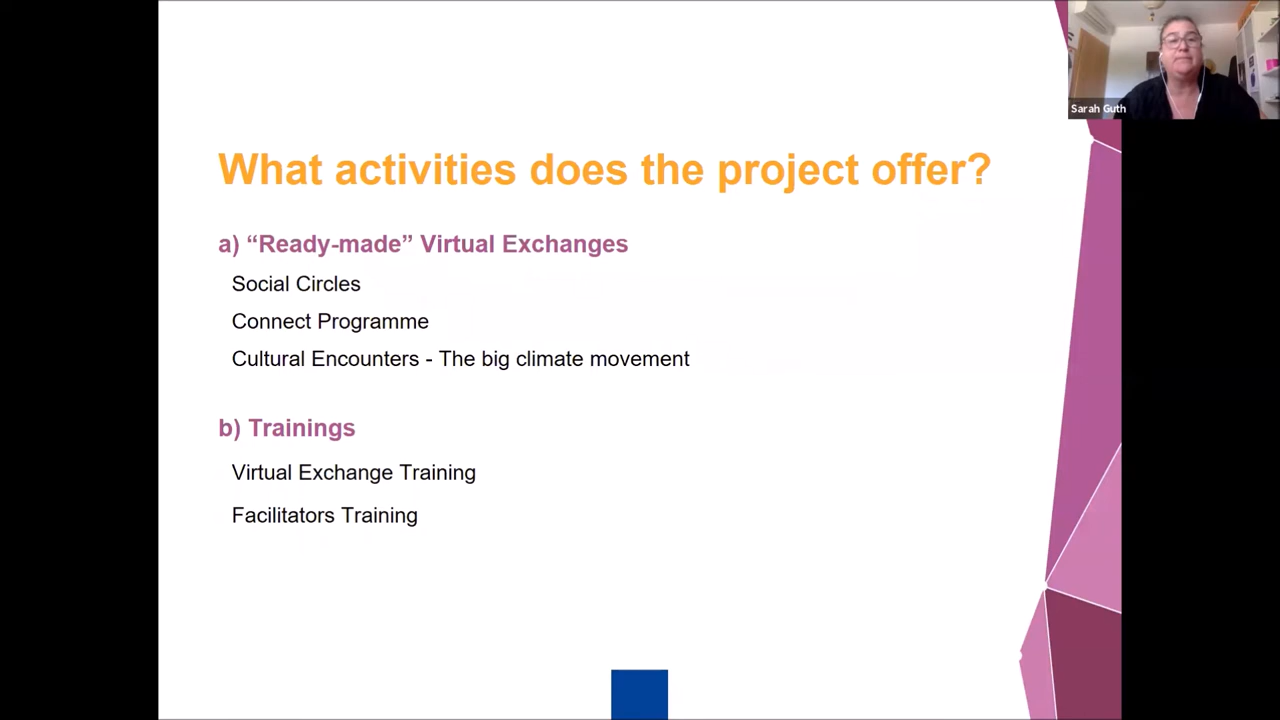 Sarah Guth
What activities does the project offer?
a) “Ready-made” Virtual Exchanges
Social Circles
Connect Programme
Cultural Encounters - The big climate movement
b) Trainings
Virtual Exchange Training
Facilitators Training